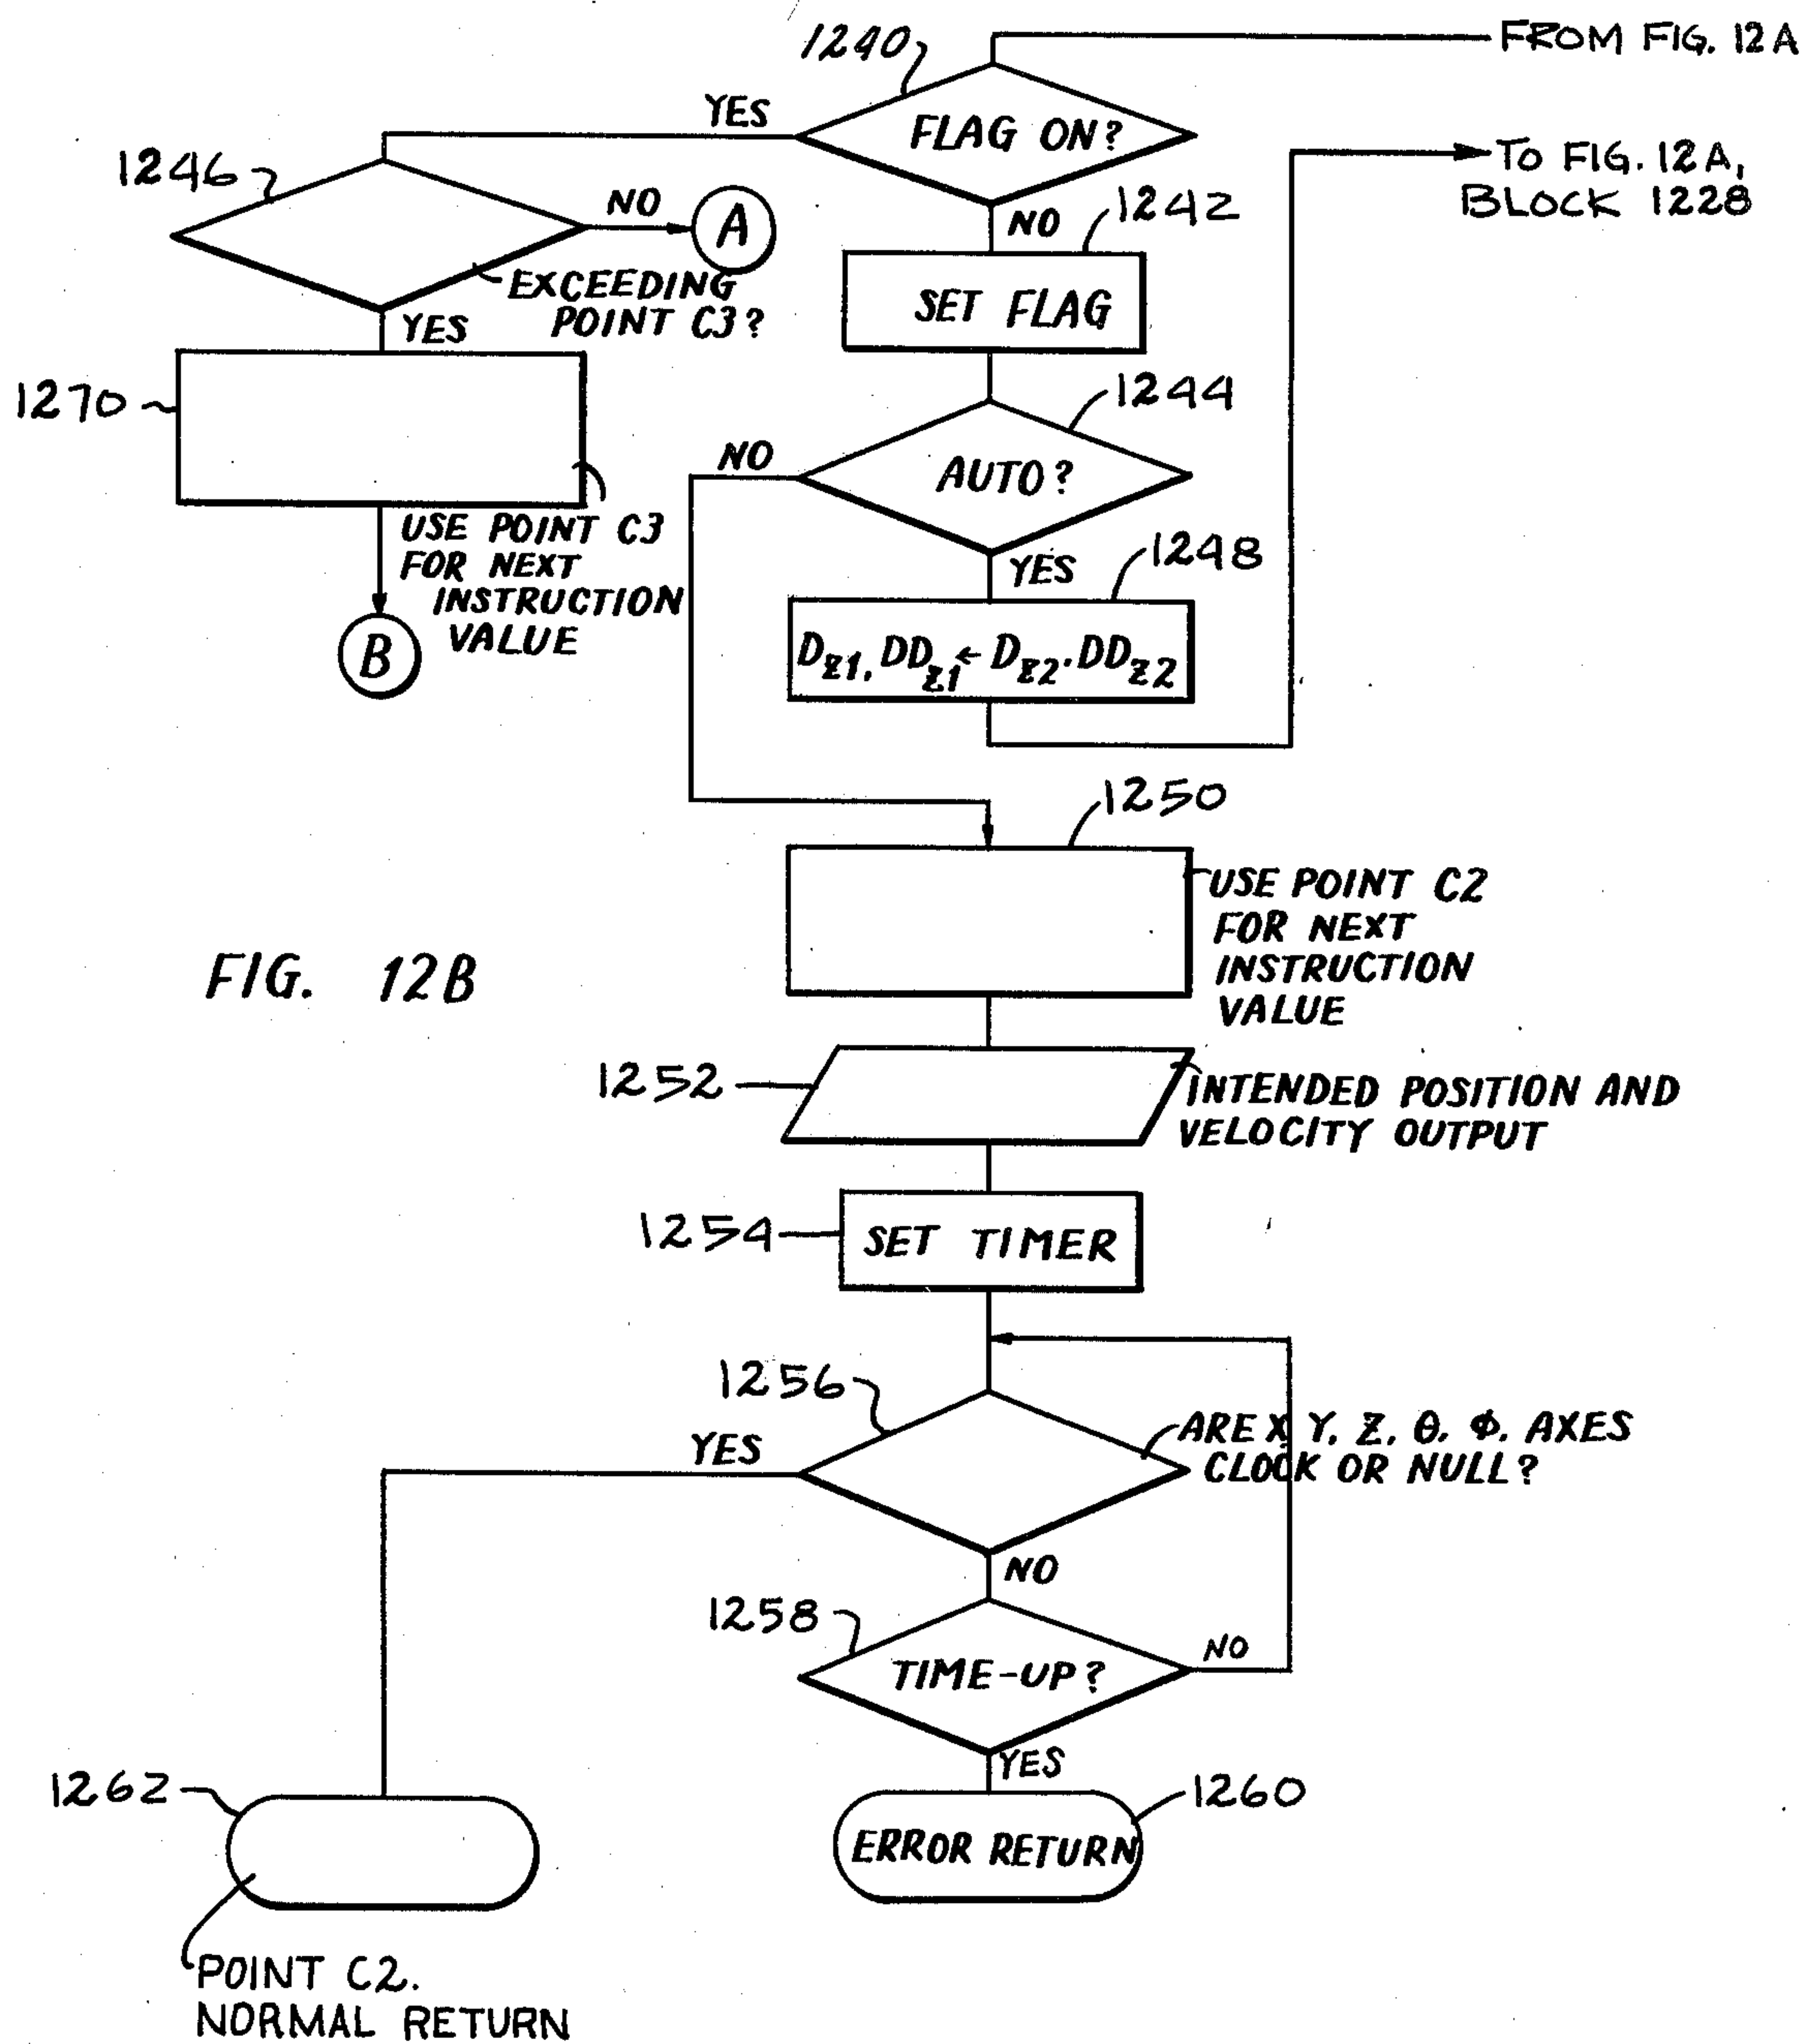 1240
FROM FIG. 12A
YES
FLAG ON?
TO FIG. 12A,
BLOCK 1228
1246
NO
A
NO
1242
EXCEEDING
POINT C3?
SET FLAG
YES
1270
1244
NO
AUTO?
USE POINT C3
FOR NEXT
INSTRUCTION
VALUE
YES
1248
B
Dz1, DDz1 ← Dz2. DDz2
1250
USE POINT C2
FOR NEXT
INSTRUCTION
VALUE
FIG. 12B
1252
INTENDED POSITION AND
VELOCITY OUTPUT
1254
SET TIMER
1256
YES
ARE X Y, Z, θ. Φ. AXES
CLOCK OR NULL?
NO
1258
TIME-UP?
NO
YES
1262
1260
ERROR RETURN
POINT C2.
NORMAL RETURN